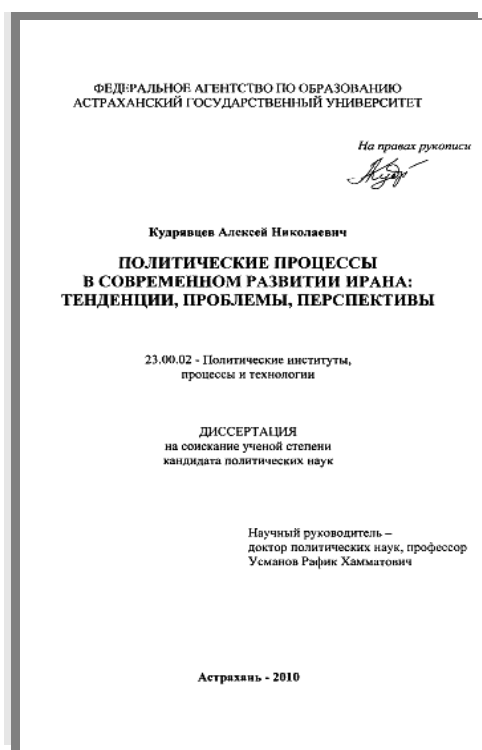 ФЕДЕРАЛЬНОЕ АГЕНТСТВО ПО ОБРАЗОВАНИЮ
АСТРАХАНСКИЙ ГОСУДАРСТВЕННЫЙ УНИВЕРСИТЕТ
На правах рукописи
Кудрявцев Алексей Николаевич
ПОЛИТИЧЕСКИЕ ПРОЦЕССЫ
В СОВРЕМЕННОМ РАЗВИТИИ ИРАНА:
ТЕНДЕНЦИИ, ПРОБЛЕМЫ, ПЕРСПЕКТИВЫ
23.00.02 - Политические институты,
процессы и технологии
ДИССЕРТАЦИЯ
на соискание ученой степени
кандидата политических наук
Научный руководитель –
доктор политических наук, профессор
Усманов Рафик Хамматович
Астрахань - 2010